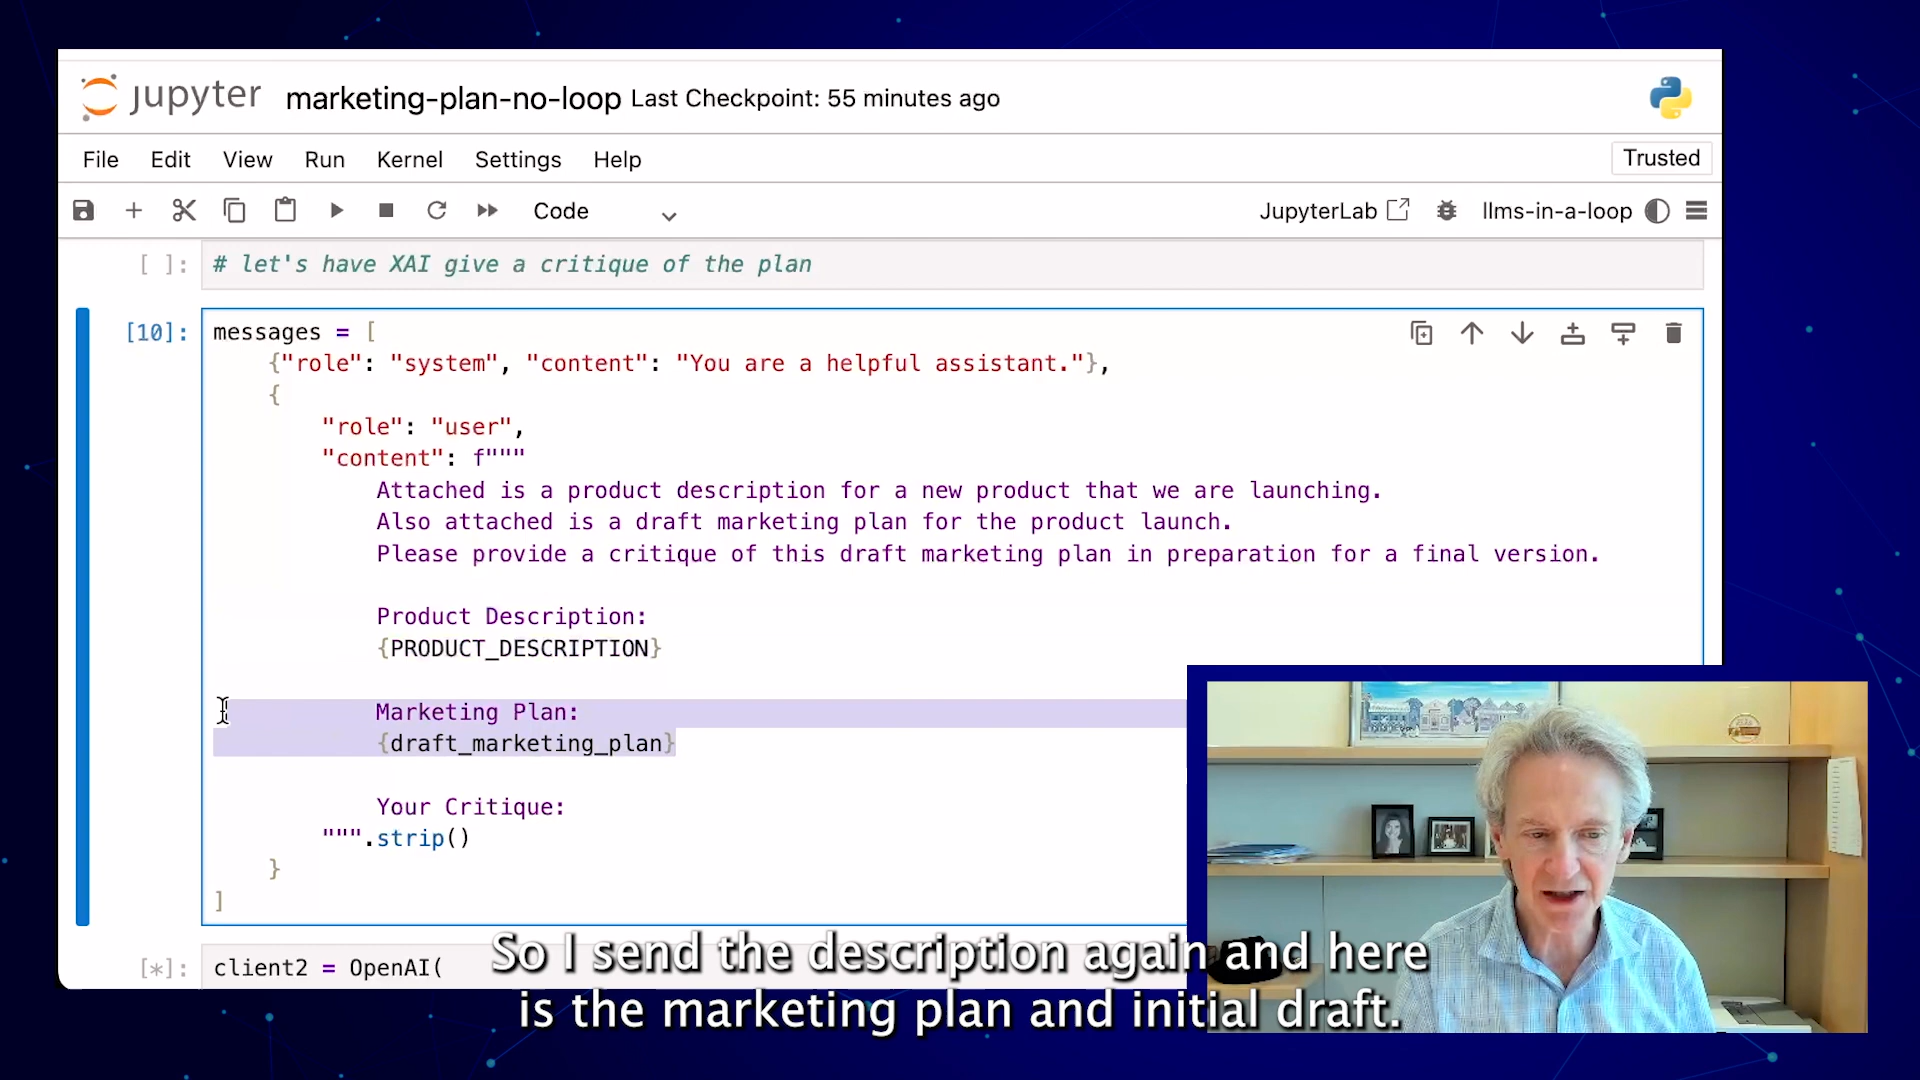 jupyter marketing-plan-no-loop Last Checkpoint: 55 minutes ago
File Edit View Run Kernel Settings Help Trusted
Code JupyterLab llms-in-a-loop
[ ]: # let's have XAI give a critique of the plan
[10]: messages = [
{"role": "system", "content": "You are a helpful assistant."},
{
"role": "user",
"content": f"""
Attached is a product description for a new product that we are launching.
Also attached is a draft marketing plan for the product launch.
Please provide a critique of this draft marketing plan in preparation for a final version.
Product Description:
{PRODUCT_DESCRIPTION}
Marketing Plan:
{draft_marketing_plan}
Your Critique:
""".strip()
}
]
[*]: client2 = OpenAI(
So I send the description again and here
is the marketing plan and initial draft.